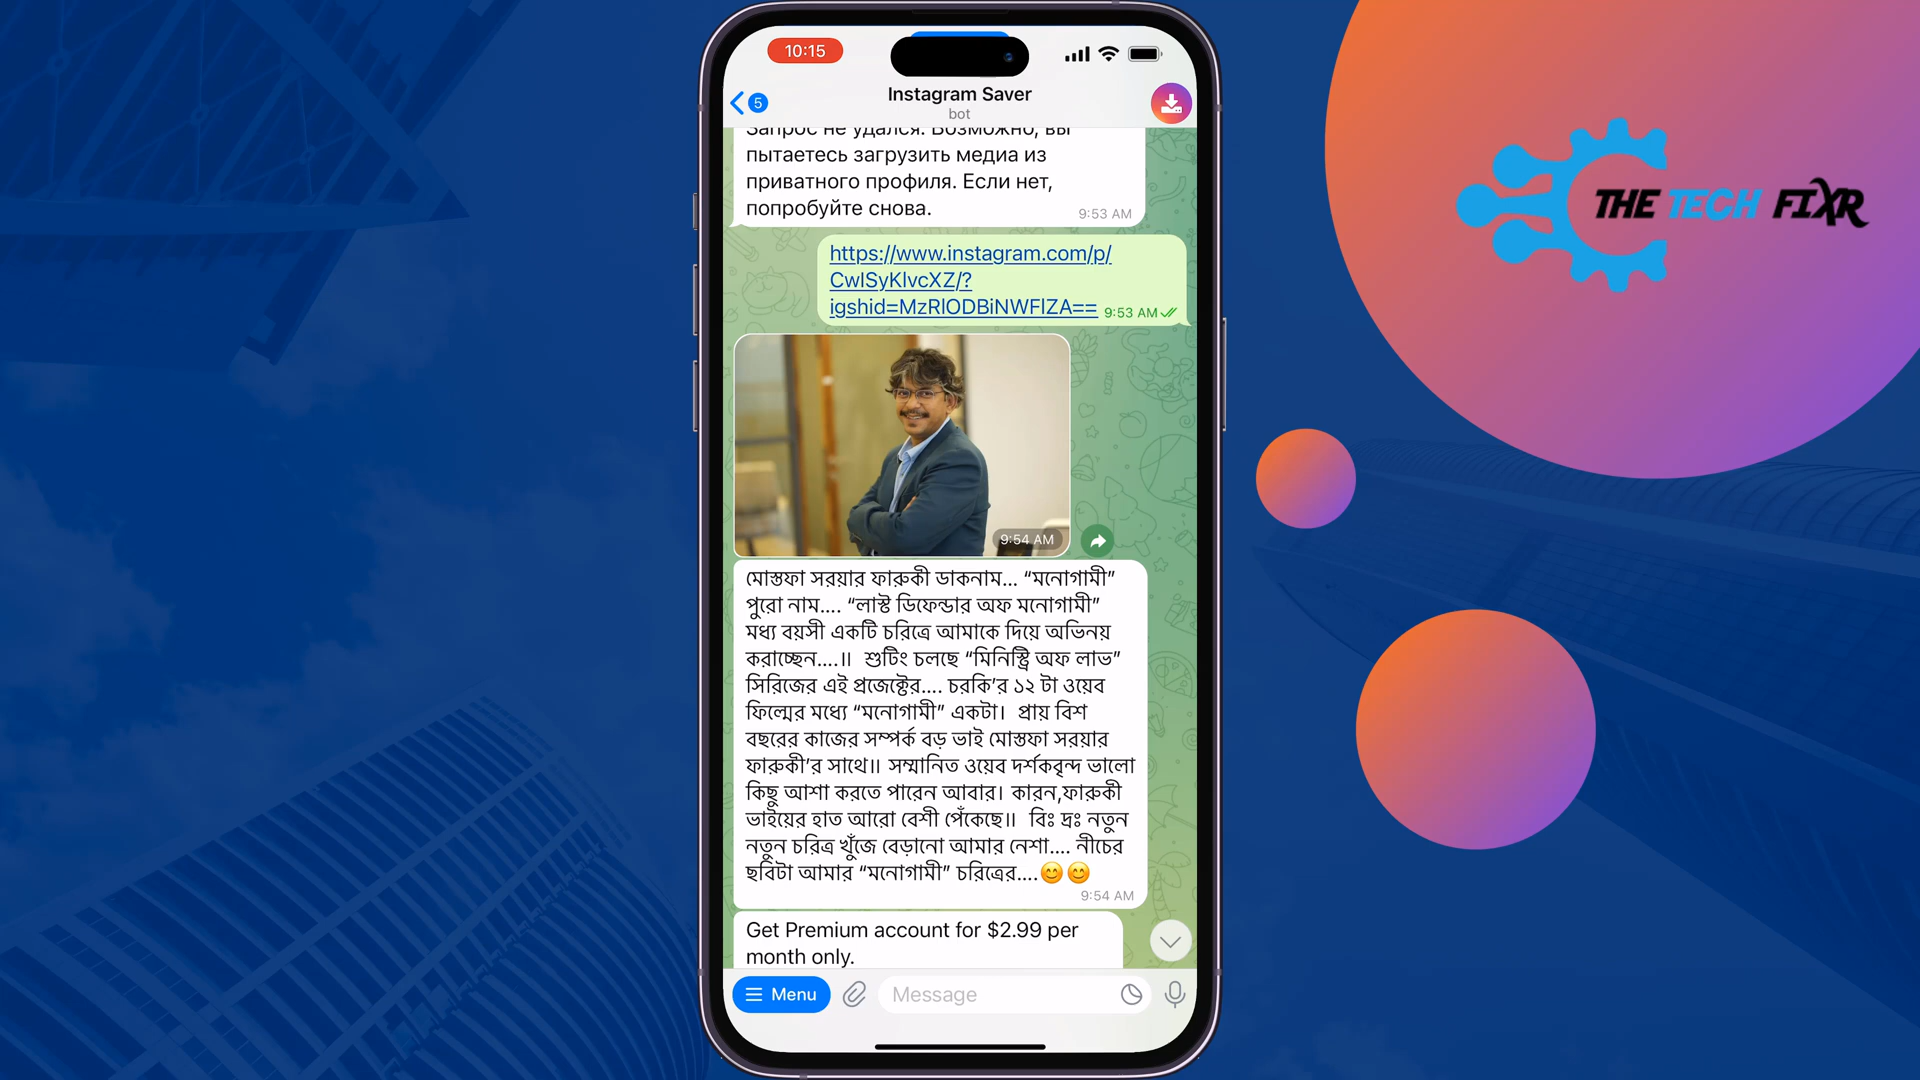 10:15
5
Instagram Saver
bot
Запрос не удался. Возможно, вы
пытаетесь загрузить медиа из
приватного профиля. Если нет,
попробуйте снова.
9:53 AM
https://www.instagram.com/p/
CwISyKlvcXZ/?
igshid=MzRlODBiNWFlZA==
9:53 AM
9:54 AM
মোস্তফা সরয়ার ফারুকী ডাকনাম... “মনোগামী”
পুরো নাম.... “লাস্ট ডিফেন্ডার অফ মনোগামী”
মধ্য বয়সী একটি চরিত্রে আমাকে দিয়ে অভিনয়
করাচ্ছেন....॥ শুটিং চলছে “মিনিস্ট্রি অফ লাভ”
সিরিজের এই প্রজেক্টের.... চরকি’র ১২ টা ওয়েব
ফিল্মের মধ্যে “মনোগামী” একটা। প্রায় বিশ
বছরের কাজের সম্পর্ক বড় ভাই মোস্তফা সরয়ার
ফারুকী’র সাথে॥ সম্মানিত ওয়েব দর্শকবৃন্দ ভালো
কিছু আশা করতে পারেন আবার। কারন,ফারুকী
ভাইয়ের হাত আরো বেশী পেঁকেছে॥ বিঃ দ্রঃ নতুন
নতুন চরিত্র খুঁজে বেড়ানো আমার নেশা.... নীচের
ছবিটা আমার “মনোগামী” চরিত্রের....😊😊
9:54 AM
Get Premium account for $2.99 per
month only.
Menu
Message
THE TECH FIXR